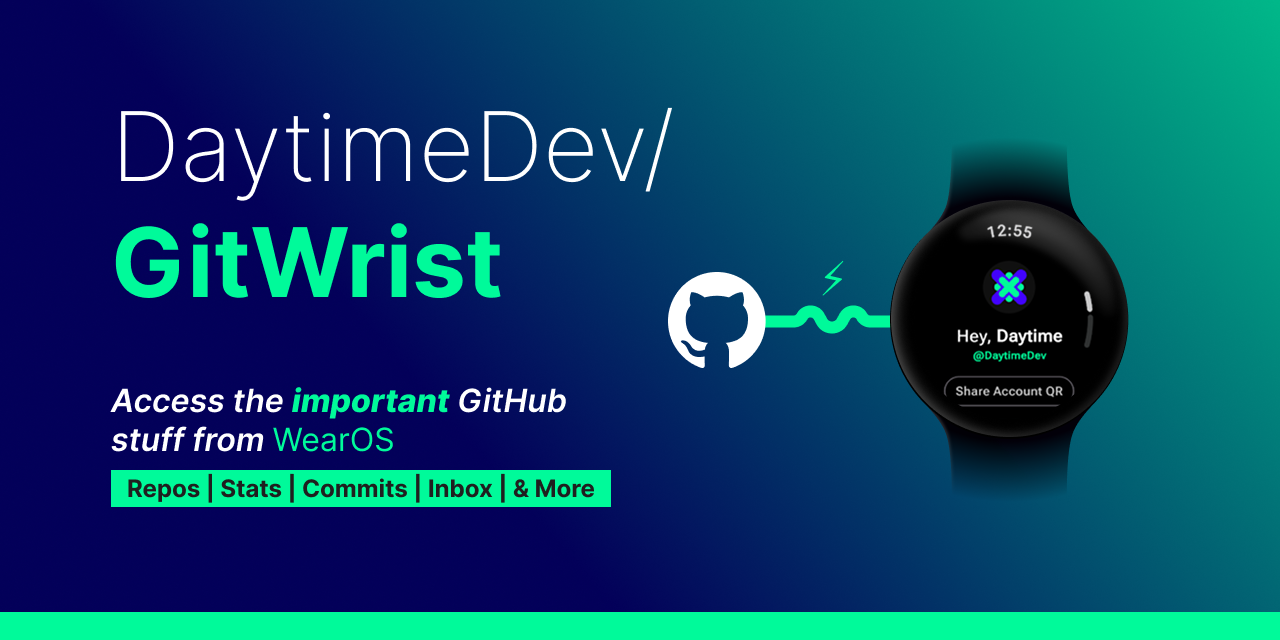 DaytimeDev/
GitWrist
Access the important GitHub
stuff from WearOS
Repos | Stats | Commits | Inbox | & More
12:55
Hey, Daytime
@DaytimeDev
Share Account QR